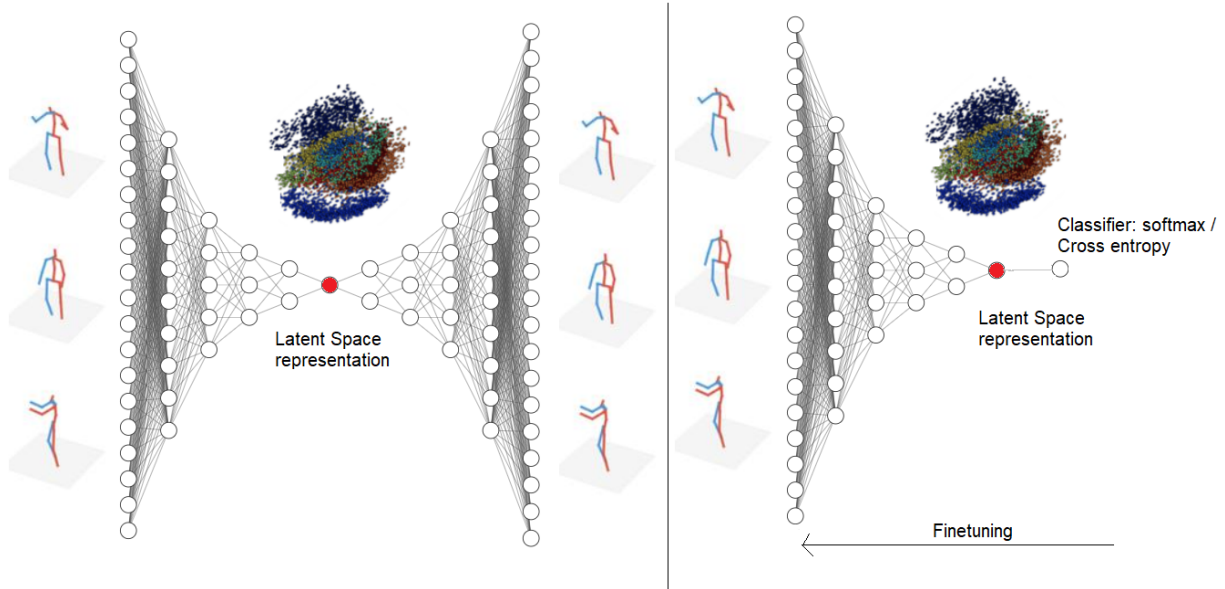 Latent Space
representation
Classifier: softmax /
Cross entropy
Latent Space
representation
Finetuning